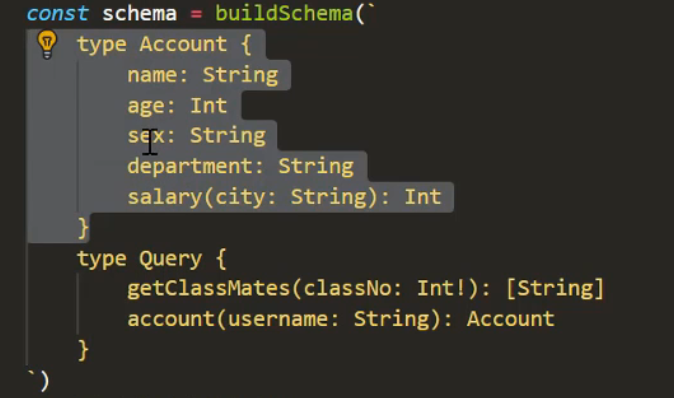 const schema = buildSchema(`
type Account {
name: String
age: Int
sex: String
department: String
salary(city: String): Int
}
type Query {
getClassMates(classNo: Int!): [String]
account(username: String): Account
}
`)